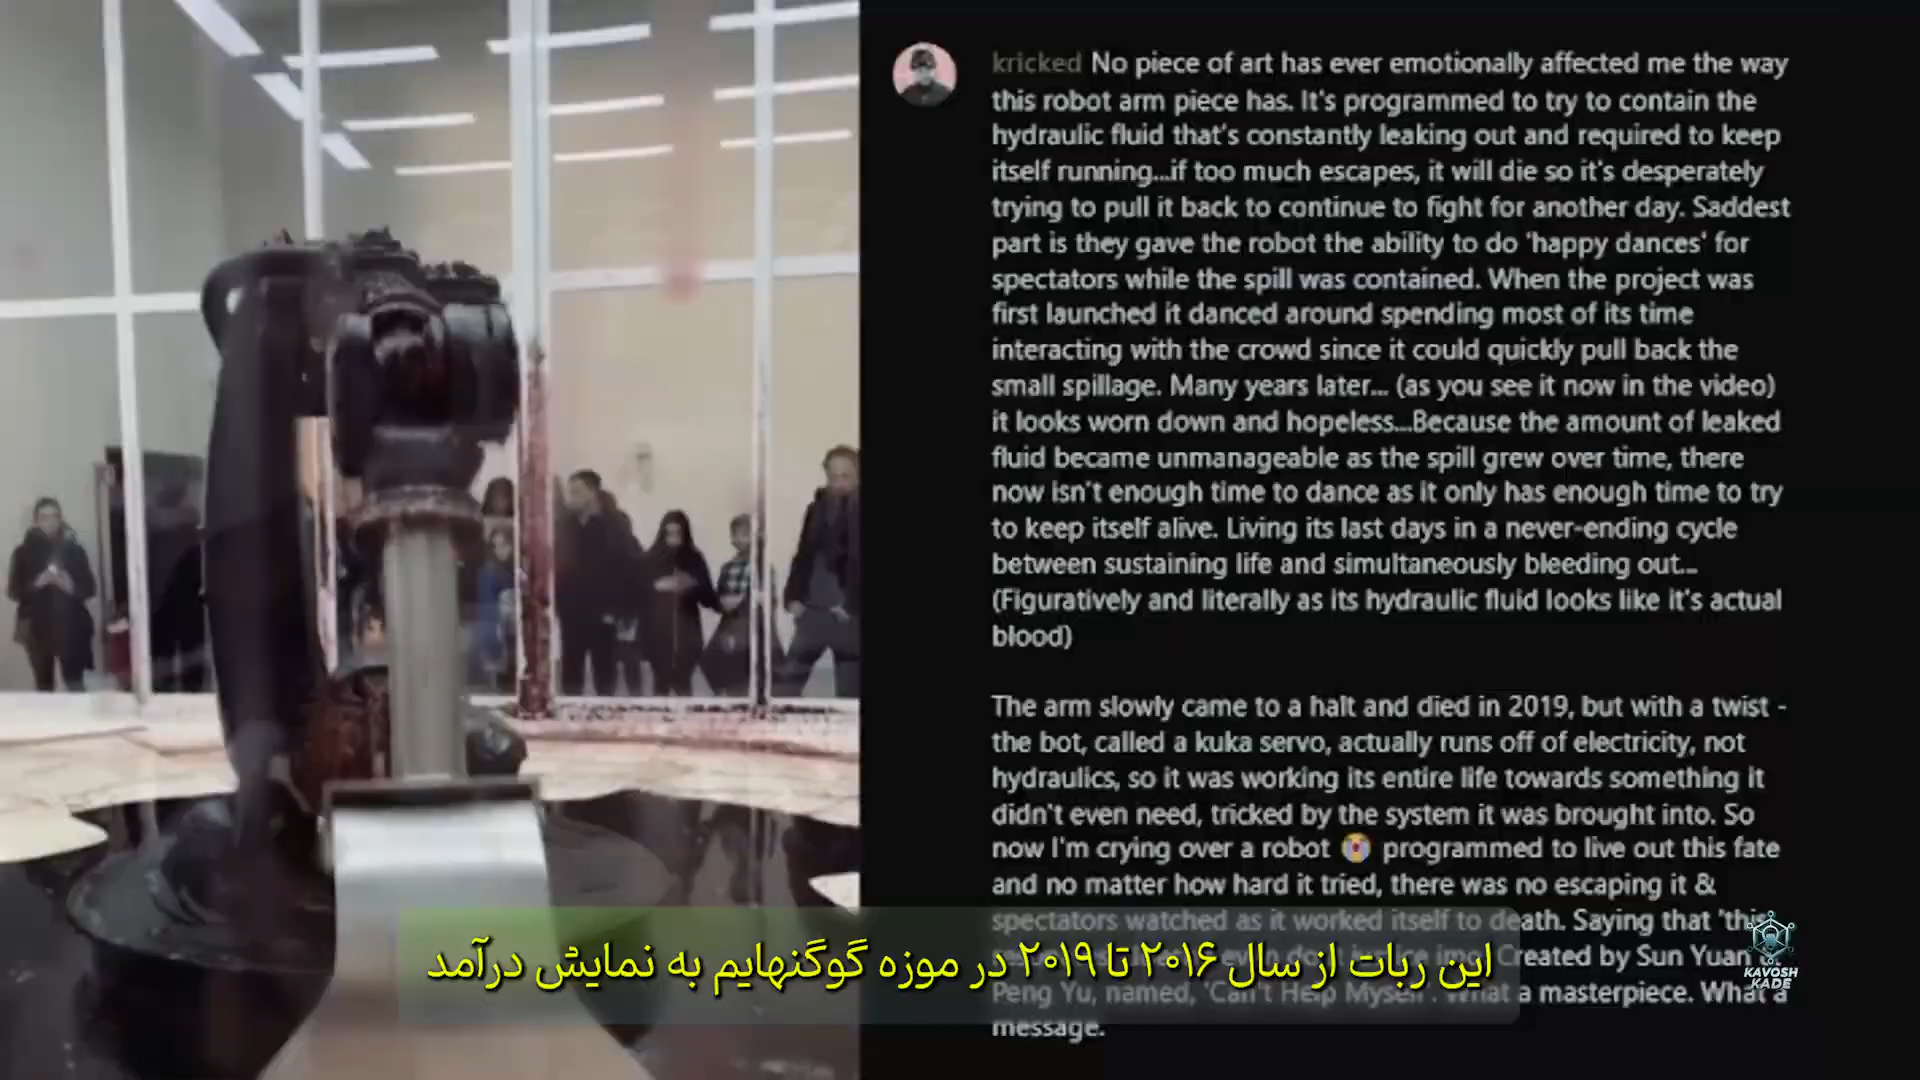 kricked No piece of art has ever emotionally affected me the way
this robot arm piece has. It's programmed to try to contain the
hydraulic fluid that's constantly leaking out and required to keep
itself running...if too much escapes, it will die so it's desperately
trying to pull it back to continue to fight for another day. Saddest
part is they gave the robot the ability to do 'happy dances' for
spectators while the spill was contained. When the project was
first launched it danced around spending most of its time
interacting with the crowd since it could quickly pull back the
small spillage. Many years later... (as you see it now in the video)
it looks worn down and hopeless...Because the amount of leaked
fluid became unmanageable as the spill grew over time, there
now isn't enough time to dance as it only has enough time to try
to keep itself alive. Living its last days in a never-ending cycle
between sustaining life and simultaneously bleeding out...
(Figuratively and literally as its hydraulic fluid looks like it's actual
blood)
The arm slowly came to a halt and died in 2019, but with a twist -
the bot, called a kuka servo, actually runs off of electricity, not
hydraulics, so it was working its entire life towards something it
didn't even need, tricked by the system it was brought into. So
now I'm crying over a robot 😭 programmed to live out this fate
and no matter how hard it tried, there was no escaping it &
spectators watched as it worked itself to death. Saying that 'this
Created by Sun Yuan &
Peng Yu, named, 'Can't Help Myself'. What a masterpiece. What a
message.
این ربات از سال ۲۰۱۶ تا ۲۰۱۹ در موزه گوگنهایم به نمایش درآمد
KAVOSH
KADE